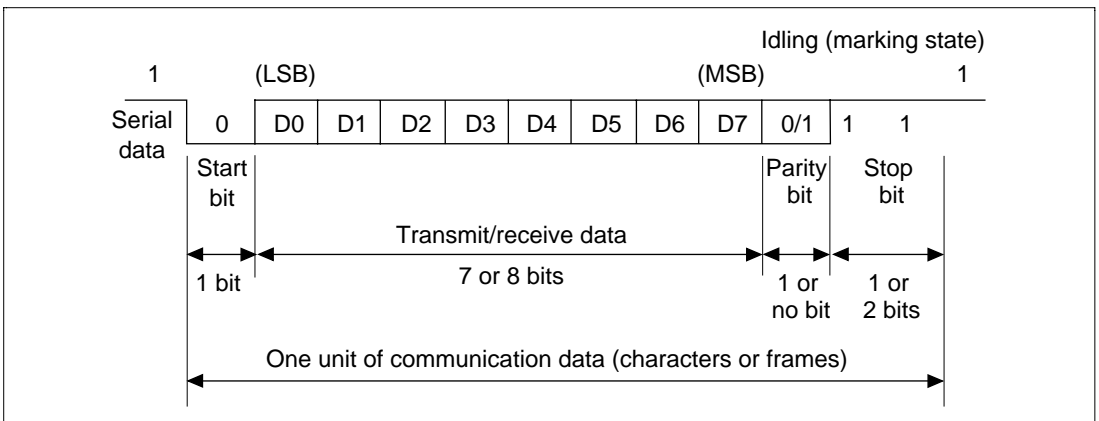 Idling (marking state)
1 (LSB) (MSB) 1
Serial data 0 D0 D1 D2 D3 D4 D5 D6 D7 0/1 1 1
Start bit
Parity bit
Stop bit
Transmit/receive data
1 bit
7 or 8 bits
1 or no bit
1 or 2 bits
One unit of communication data (characters or frames)